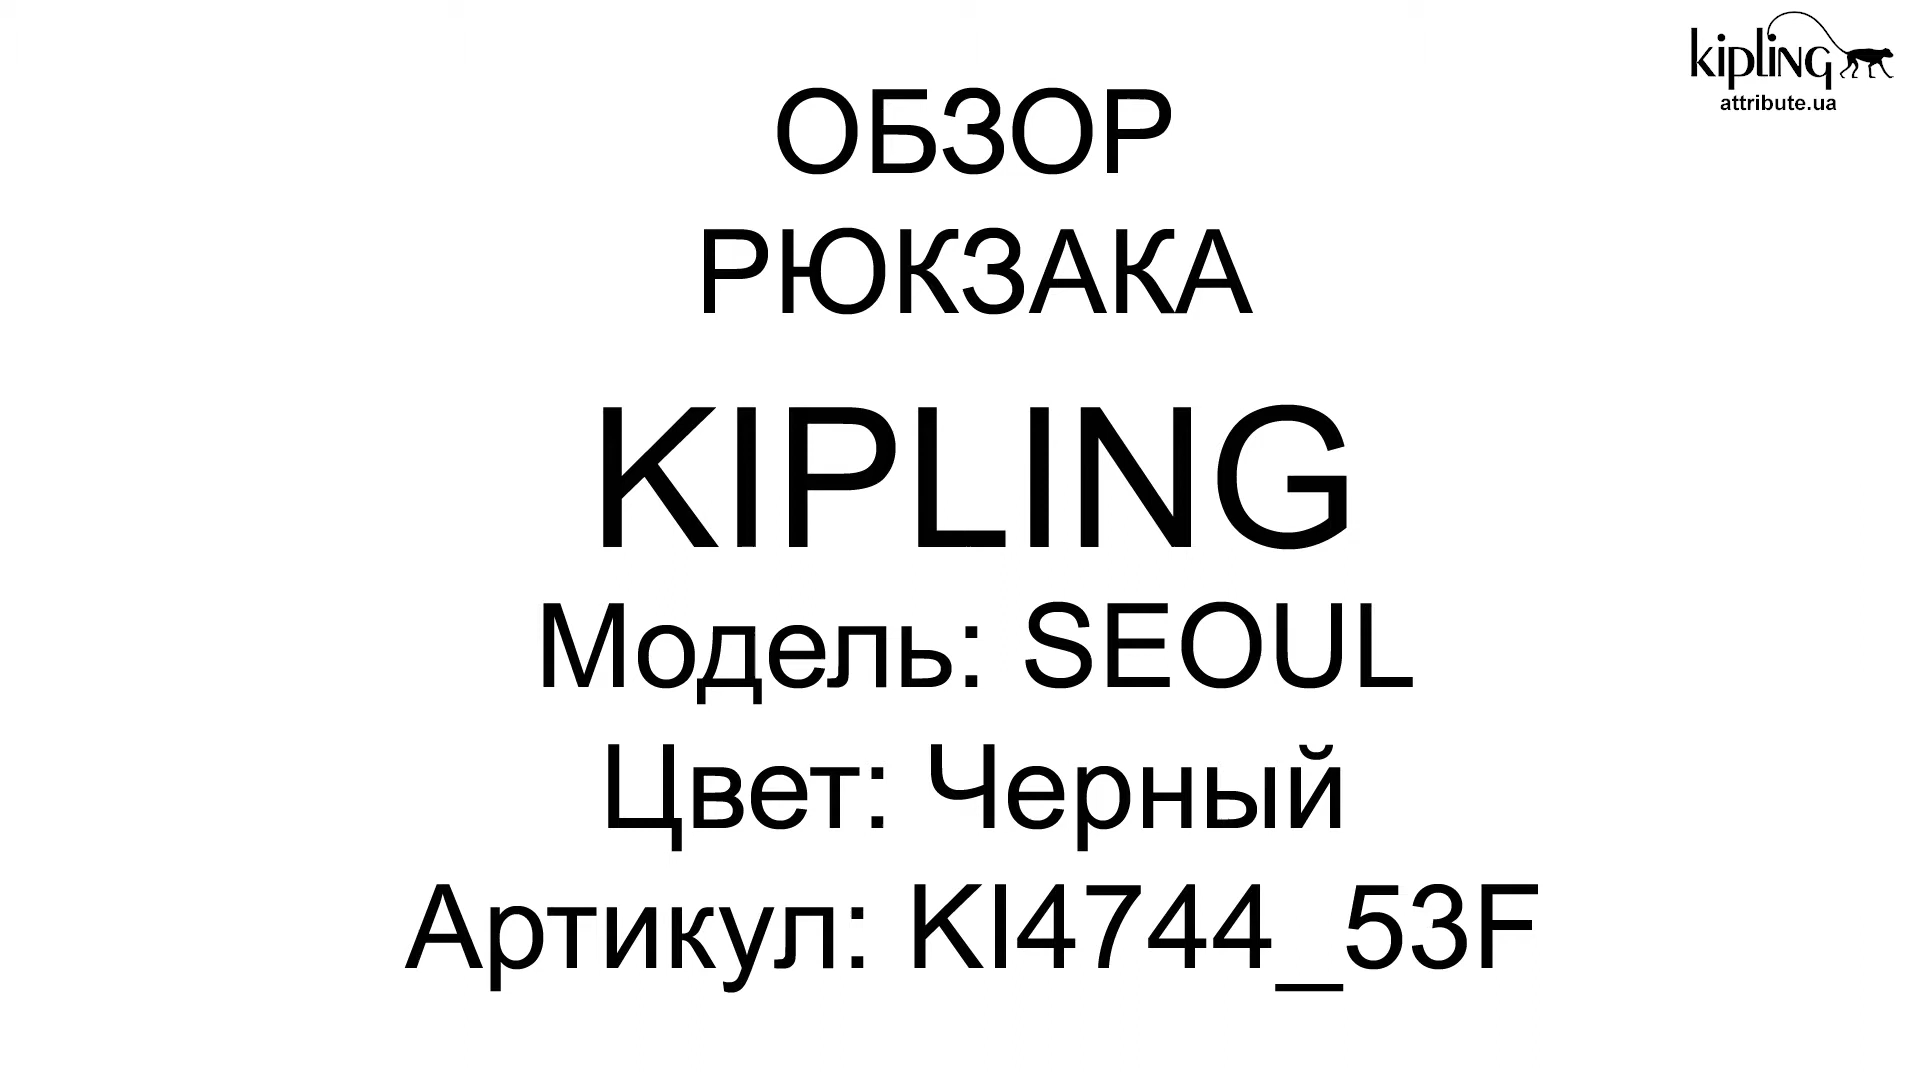 kipling
attribute.ua
ОБЗОР
РЮКЗАКА
KIPLING
Модель: SEOUL
Цвет: Черный
Артикул: KI4744_53F